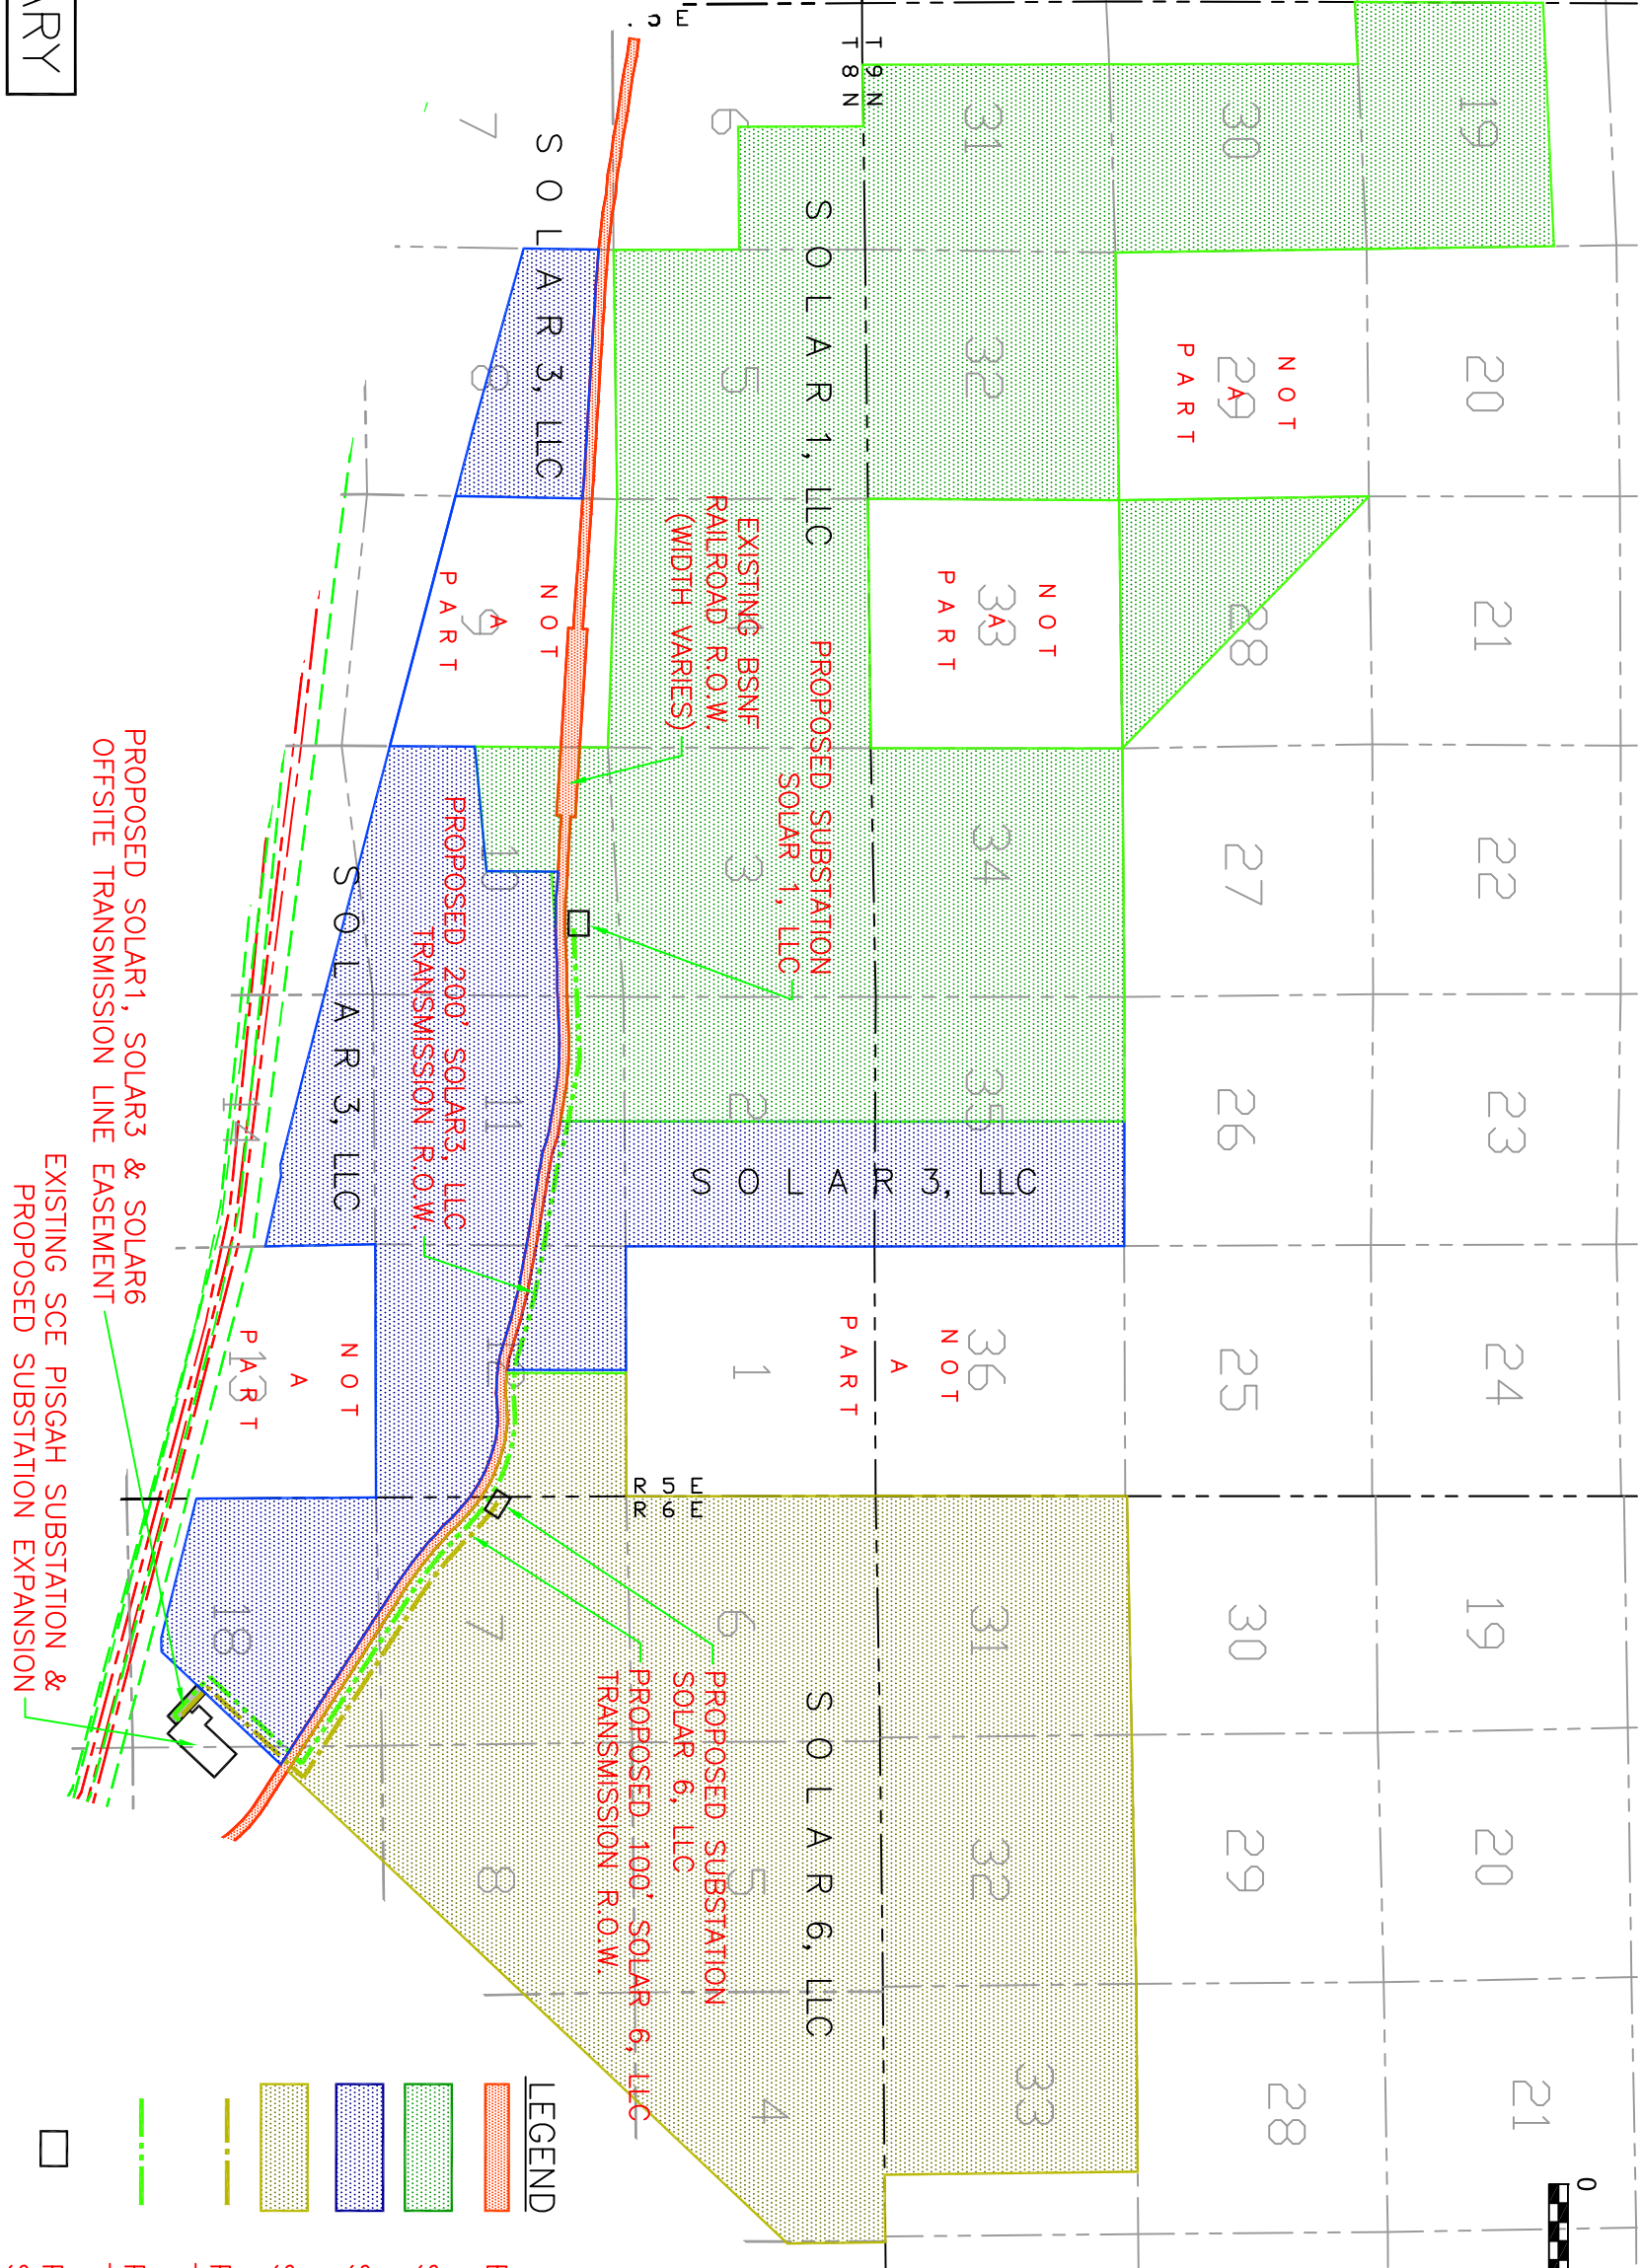 0
19 20 21 22 23 24 19 20 21
30 29 28 27 26 25 30 29 28
NOT
A
PART
31 32 33 34 35 36 31 32 33
NOT
A
PART
NOT
A
PART
T 9 N
T 8 N
SOLAR 1, LLC
SOLAR 6, LLC
PROPOSED SUBSTATION
SOLAR 1, LLC
SOLAR 3, LLC
6 5 3 2 1 6 5 4
EXISTING BSNF
RAILROAD R.O.W.
(WIDTH VARIES)
PROPOSED SUBSTATION
SOLAR 6, LLC
R 5 E
R 6 E
. 5 E
PROPOSED 100' SOLAR 6, LLC
TRANSMISSION R.O.W.
SOLAR 3, LLC
7 8 9 10 11 7 8
NOT
A
PART
PROPOSED 200' SOLAR3, LLC
TRANSMISSION R.O.W.
SOLAR 3, LLC
NOT
A
PART
14 13 18
PROPOSED SOLAR1, SOLAR3 & SOLAR6
OFFSITE TRANSMISSION LINE EASEMENT
EXISTING SCE PISGAH SUBSTATION &
PROPOSED SUBSTATION EXPANSION
LEGEND
ARY